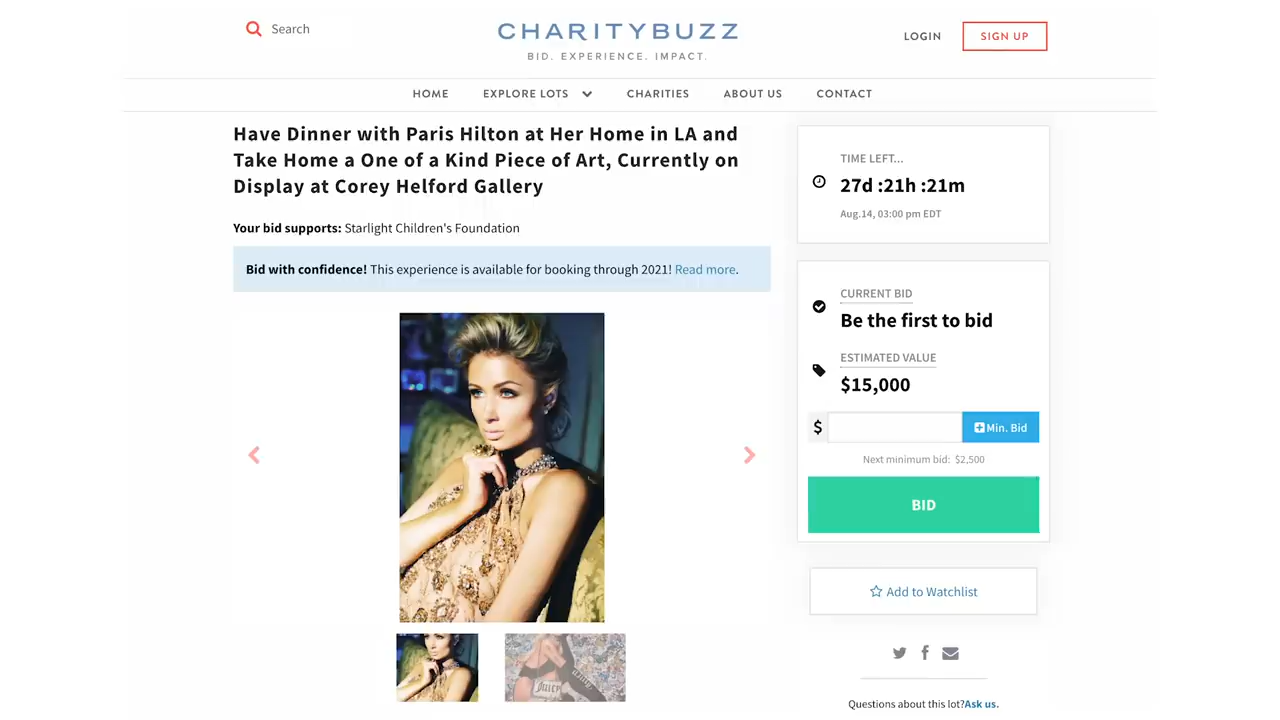 Search
CHARITYBUZZ
BID. EXPERIENCE. IMPACT.
LOGIN
SIGN UP
HOME
EXPLORE LOTS
CHARITIES
ABOUT US
CONTACT
Have Dinner with Paris Hilton at Her Home in LA and
Take Home a One of a Kind Piece of Art, Currently on
Display at Corey Helford Gallery
Your bid supports: Starlight Children's Foundation
Bid with confidence! This experience is available for booking through 2021! Read more.
TIME LEFT...
27d :21h :21m
Aug.14, 03:00 pm EDT
CURRENT BID
Be the first to bid
ESTIMATED VALUE
$15,000
$
Min. Bid
Next minimum bid: $2,500
BID
Add to Watchlist
Questions about this lot?Ask us.